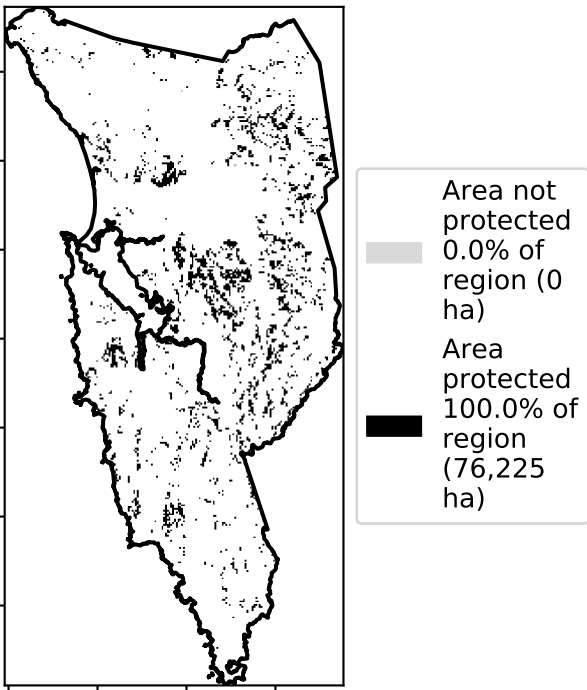 Area not
protected
0.0% of
region (0
ha)
Area
protected
100.0% of
region
(76,225
ha)